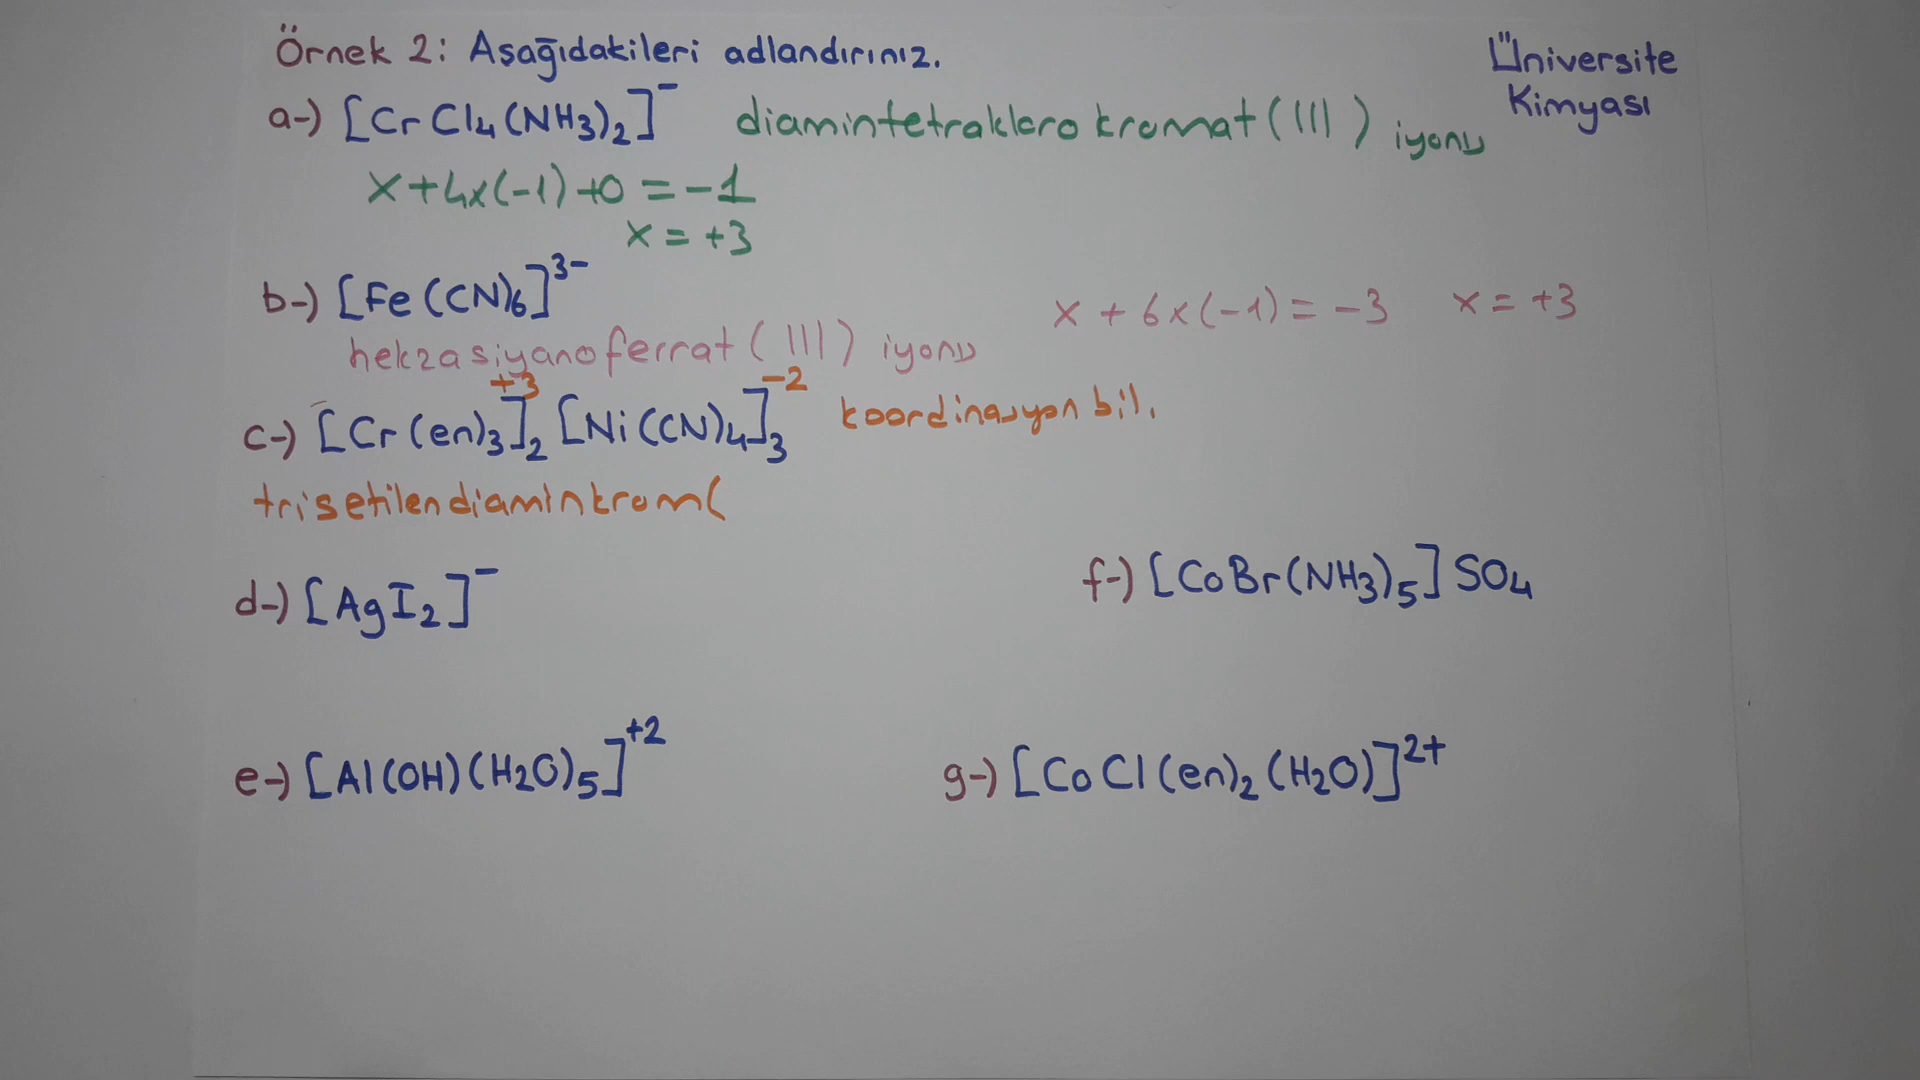 Örnek 2: Aşağıdakileri adlandırınız.
Üniversite
Kimyası
a-) [CrCl4(NH3)2]⁻ diamintetrakloro kromat (III) iyonu
x+4x(-1)+0 = -1
x = +3
b-) [Fe(CN)6]³⁻
x + 6x(-1) = -3 x = +3
hekzasiyanoferrat (III) iyonu
c-) [Cr(en)3]₂⁺³ [Ni(CN)4]₃⁻² koordinasyon bil.
trisetilendiaminkrom(
d-) [AgI2]⁻
f-) [CoBr(NH3)5] SO4
e-) [Al(OH)(H2O)5]⁺²
g-) [CoCl(en)2(H2O)]²⁺